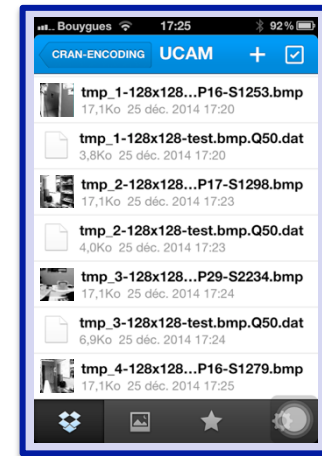 Bouygues 17:25 92 %
CRAN-ENCODING UCAM +
tmp_1-128x128...P16-S1253.bmp
17,1Ko 25 déc. 2014 17:20
tmp_1-128x128-test.bmp.Q50.dat
3,8Ko 25 déc. 2014 17:20
tmp_2-128x128...P17-S1298.bmp
17,1Ko 25 déc. 2014 17:23
tmp_2-128x128-test.bmp.Q50.dat
4,0Ko 25 déc. 2014 17:23
tmp_3-128x128...P29-S2234.bmp
17,1Ko 25 déc. 2014 17:24
tmp_3-128x128-test.bmp.Q50.dat
6,9Ko 25 déc. 2014 17:24
tmp_4-128x128...P16-S1279.bmp
17,1Ko 25 déc. 2014 17:25